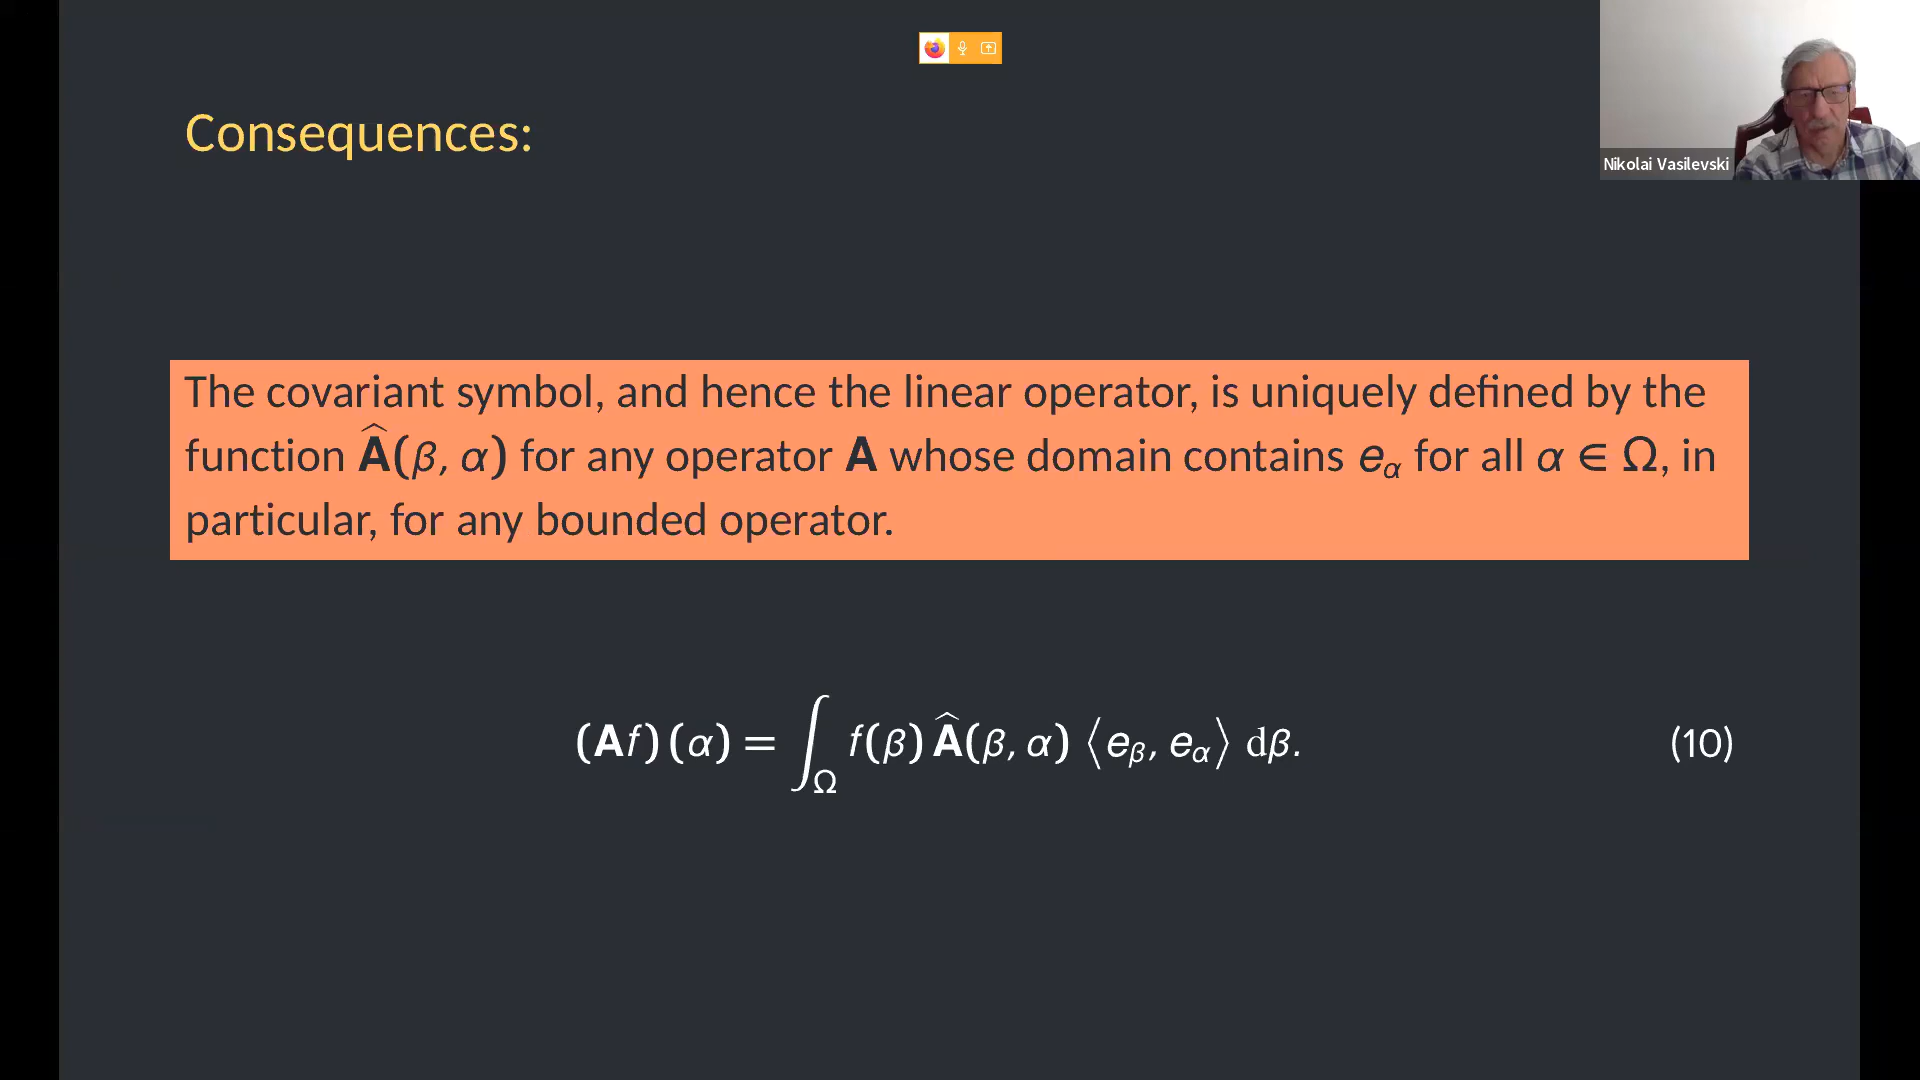 Consequences:
Nikolai Vasilevski
The covariant symbol, and hence the linear operator, is uniquely defined by the
function Â(β, α) for any operator A whose domain contains e_α for all α ∈ Ω, in
particular, for any bounded operator.
(Af)(α) = ∫_Ω f(β) Â(β, α) ⟨e_β, e_α⟩ dβ. (10)